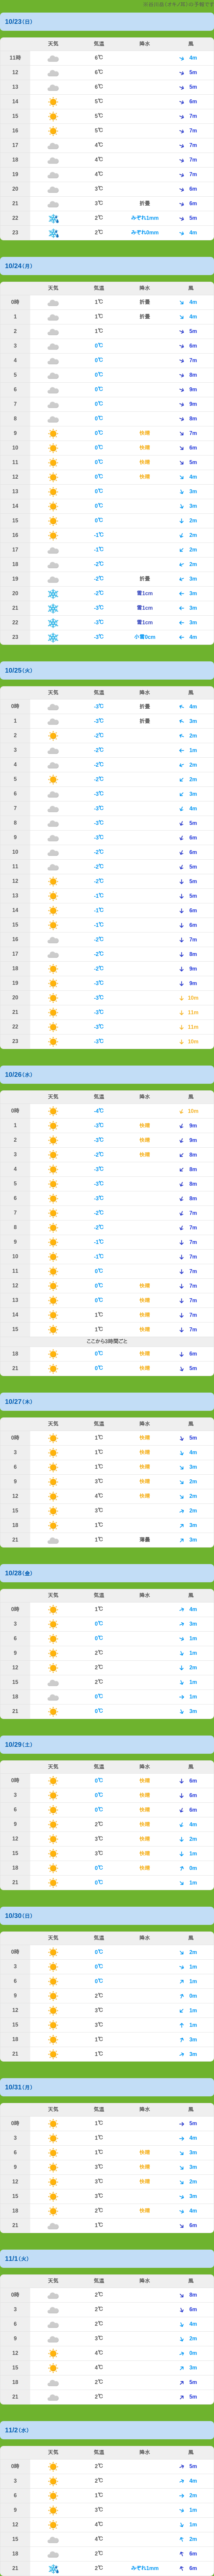 10/23(日)
天気 気温 降水 風
11時 6℃ 4m
12 6℃ 5m
13 6℃ 5m
14 5℃ 6m
15 5℃ 7m
16 5℃ 7m
17 4℃ 7m
18 4℃ 7m
19 4℃ 7m
20 3℃ 6m
21 3℃ 折曇 6m
22 2℃ みぞれ1mm 5m
23 2℃ みぞれ0mm 4m
10/24(月)
天気 気温 降水 風
0時 1℃ 折曇 4m
1 1℃ 折曇 4m
2 1℃ 5m
3 0℃ 6m
4 0℃ 7m
5 0℃ 8m
6 0℃ 9m
7 0℃ 9m
8 0℃ 8m
9 0℃ 快晴 7m
10 0℃ 快晴 6m
11 0℃ 快晴 5m
12 0℃ 快晴 4m
13 0℃ 3m
14 0℃ 3m
15 0℃ 2m
16 -1℃ 2m
17 -1℃ 2m
18 -2℃ 2m
19 -2℃ 折曇 3m
20 -2℃ 雪1cm 3m
21 -3℃ 雪1cm 3m
22 -3℃ 雪1cm 3m
23 -3℃ 小雪0cm 4m
10/25(火)
天気 気温 降水 風
0時 -3℃ 折曇 4m
1 -3℃ 折曇 3m
2 -2℃ 2m
3 -2℃ 1m
4 -2℃ 2m
5 -2℃ 2m
6 -3℃ 3m
7 -3℃ 4m
8 -3℃ 5m
9 -3℃ 6m
10 -2℃ 6m
11 -2℃ 5m
12 -2℃ 5m
13 -1℃ 5m
14 -1℃ 6m
15 -1℃ 6m
16 -2℃ 7m
17 -2℃ 8m
18 -2℃ 9m
19 -3℃ 9m
20 -3℃ 10m
21 -3℃ 11m
22 -3℃ 11m
23 -3℃ 10m
10/26(水)
天気 気温 降水 風
0時 -4℃ 10m
1 -3℃ 快晴 9m
2 -3℃ 快晴 9m
3 -2℃ 快晴 8m
4 -3℃ 8m
5 -3℃ 8m
6 -3℃ 8m
7 -2℃ 7m
8 -2℃ 7m
9 -1℃ 7m
10 -1℃ 7m
11 0℃ 7m
12 0℃ 快晴 7m
13 0℃ 快晴 7m
14 1℃ 快晴 7m
15 1℃ 快晴 7m
ここから3時間ごと
18 0℃ 快晴 6m
21 0℃ 快晴 5m
10/27(木)
天気 気温 降水 風
0時 1℃ 快晴 5m
3 1℃ 快晴 4m
6 1℃ 快晴 3m
9 3℃ 快晴 2m
12 4℃ 快晴 2m
15 3℃ 2m
18 1℃ 3m
21 1℃ 薄曇 3m
10/28(金)
天気 気温 降水 風
0時 1℃ 4m
3 0℃ 3m
6 0℃ 1m
9 2℃ 1m
12 2℃ 2m
15 2℃ 1m
18 0℃ 1m
21 0℃ 3m
10/29(土)
天気 気温 降水 風
0時 0℃ 快晴 6m
3 0℃ 快晴 6m
6 0℃ 快晴 6m
9 2℃ 快晴 4m
12 3℃ 快晴 2m
15 3℃ 快晴 1m
18 0℃ 快晴 0m
21 0℃ 1m
10/30(日)
天気 気温 降水 風
0時 0℃ 2m
3 0℃ 1m
6 0℃ 1m
9 2℃ 0m
12 3℃ 1m
15 3℃ 1m
18 1℃ 3m
21 1℃ 3m
10/31(月)
天気 気温 降水 風
0時 1℃ 5m
3 1℃ 4m
6 1℃ 快晴 3m
9 3℃ 快晴 3m
12 3℃ 快晴 2m
15 3℃ 3m
18 2℃ 快晴 4m
21 1℃ 6m
11/1(火)
天気 気温 降水 風
0時 2℃ 8m
3 2℃ 6m
6 2℃ 4m
9 3℃ 2m
12 4℃ 0m
15 4℃ 3m
18 2℃ 5m
21 2℃ 5m
11/2(水)
天気 気温 降水 風
0時 2℃ 5m
3 2℃ 4m
6 1℃ 2m
9 3℃ 1m
12 4℃ 1m
15 4℃ 2m
18 2℃ 6m
21 2℃ みぞれ1mm 6m